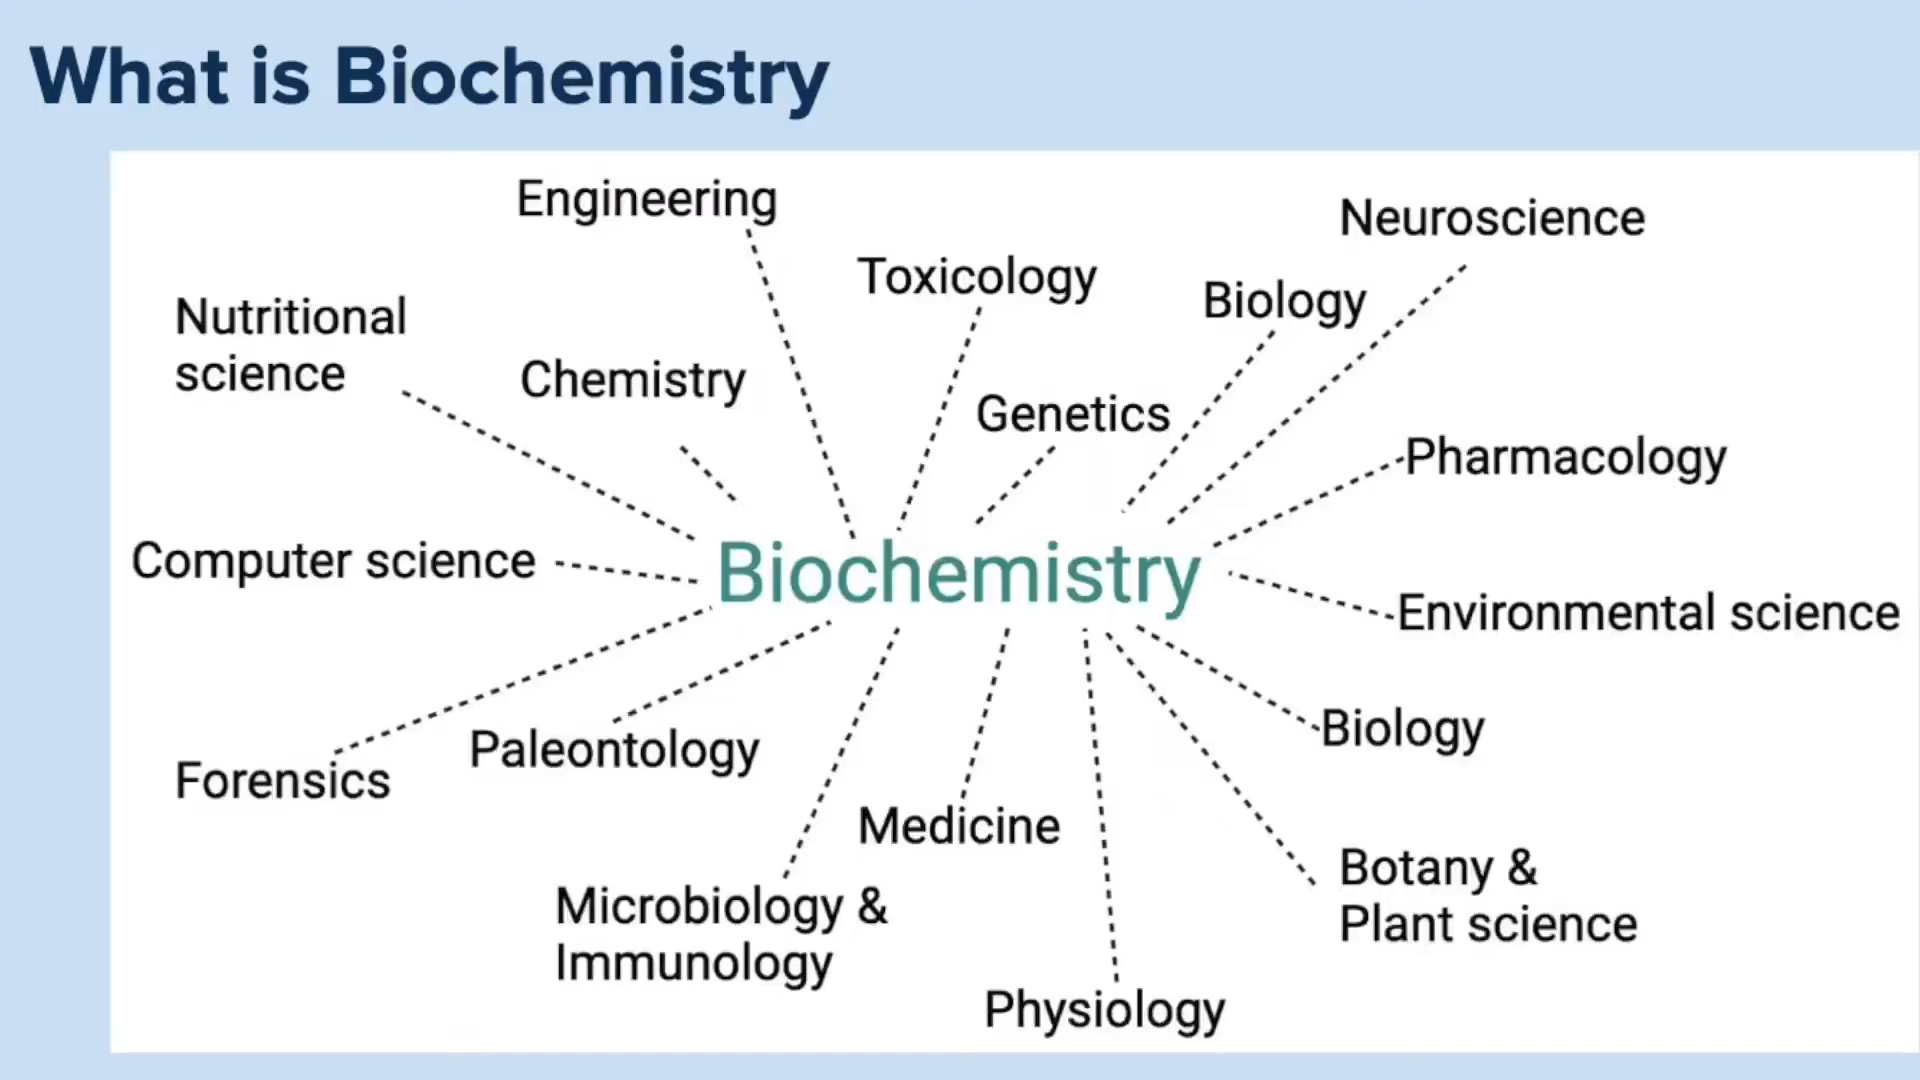 What is Biochemistry
Engineering
Neuroscience
Toxicology
Biology
Nutritional
science
Chemistry
Genetics
Pharmacology
Computer science
Biochemistry
Environmental science
Forensics
Paleontology
Biology
Medicine
Microbiology &
Immunology
Botany &
Plant science
Physiology